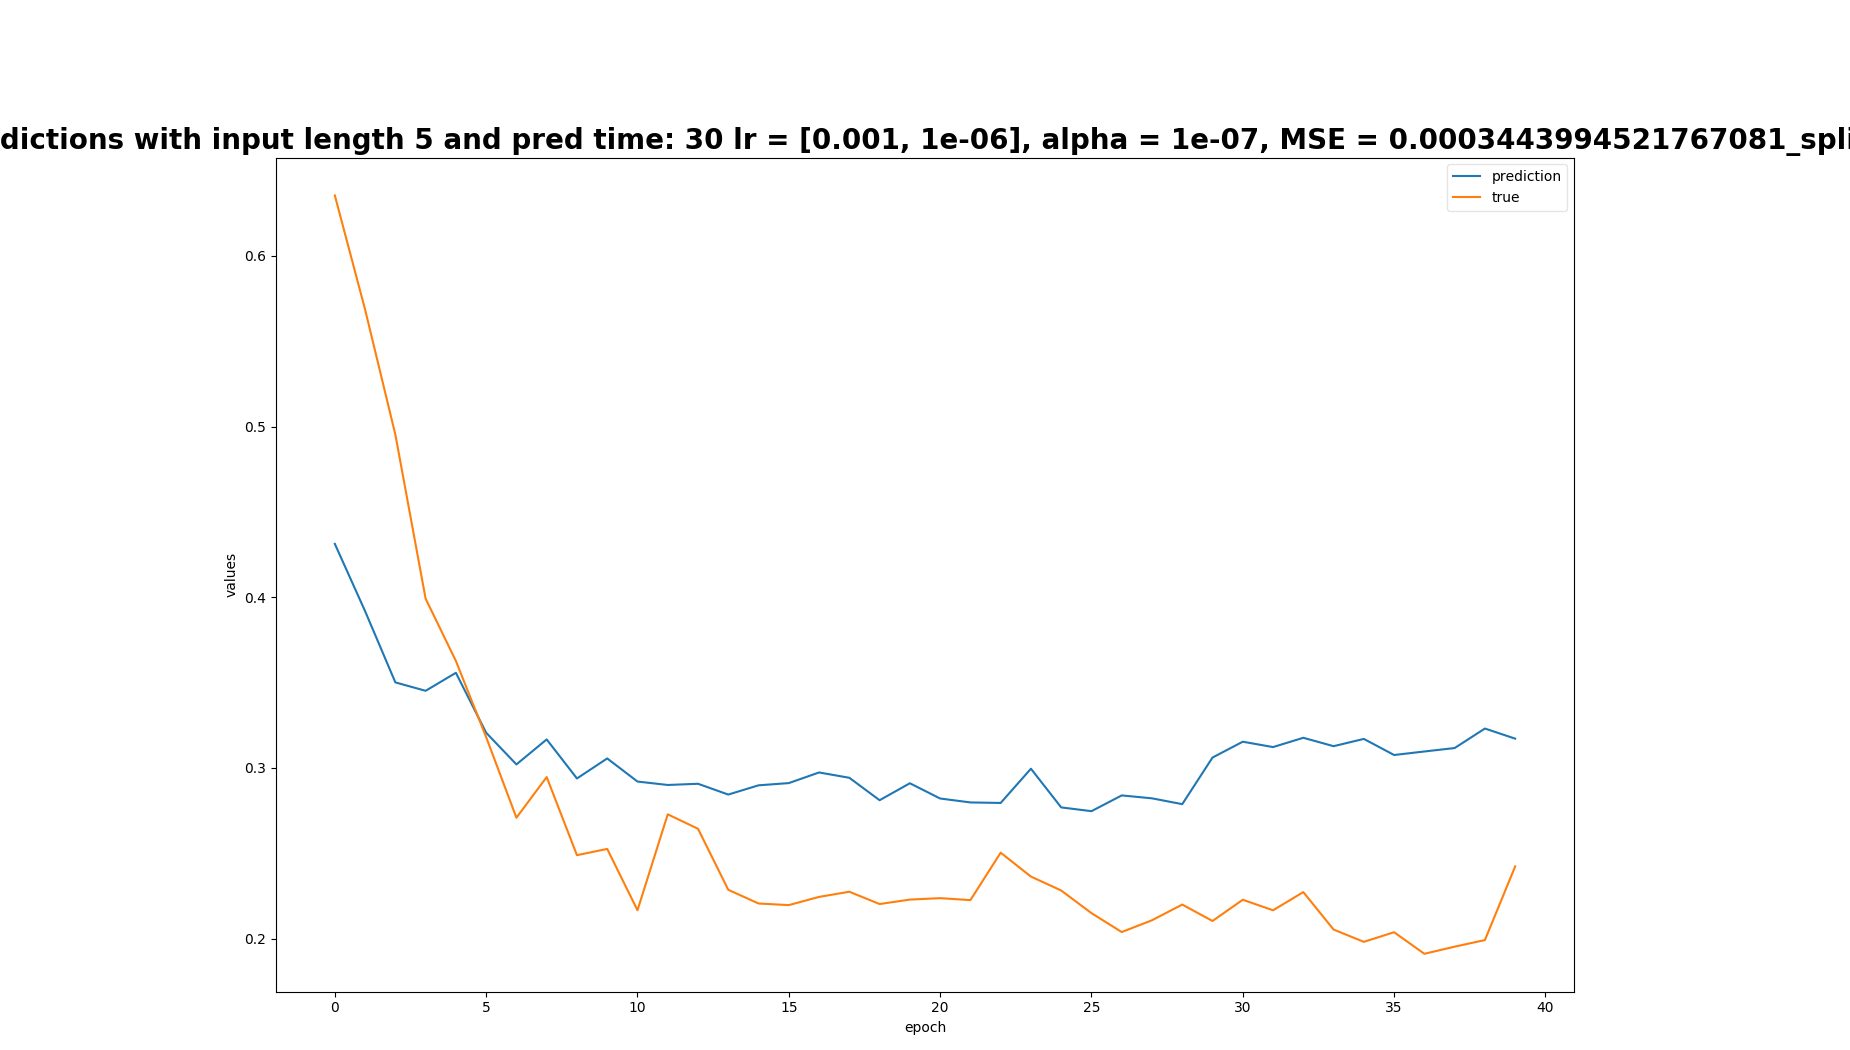 dictions with input length 5 and pred time: 30 lr = [0.001, 1e-06], alpha = 1e-07, MSE = 0.0003443994521767081_spli
prediction
true
0.6
0.5
0.4
0.3
0.2
values
0
5
10
15
20
25
30
35
40
epoch